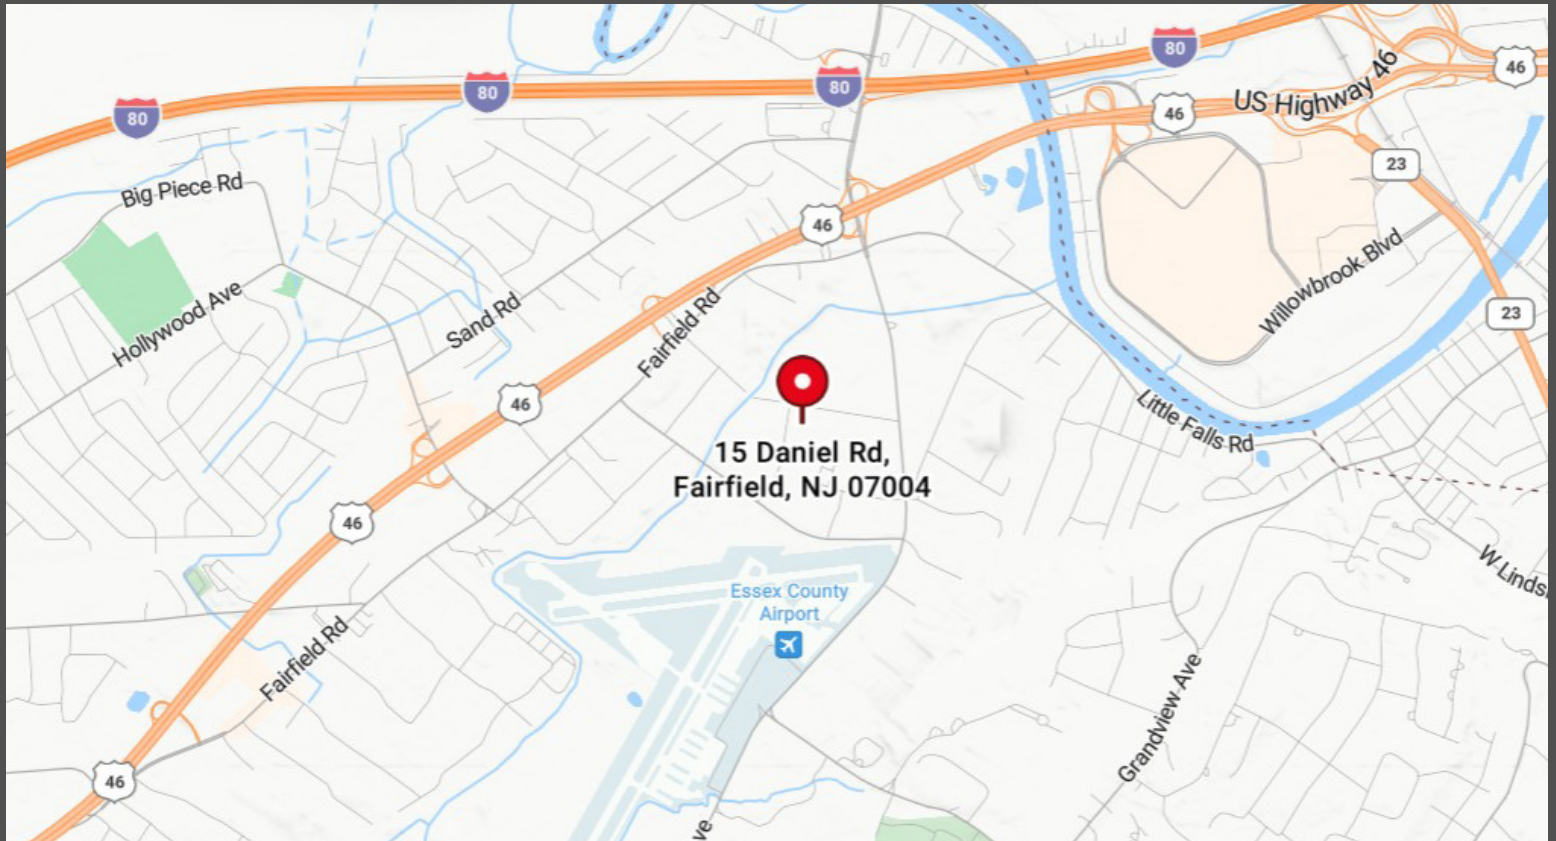 80
80
80
80
46
US Highway 46
46
23
Big Piece Rd
46
Hollywood Ave
Sand Rd
Fairfield Rd
Willowbrook Blvd
23
46
Little Falls Rd
15 Daniel Rd,
Fairfield, NJ 07004
46
Essex County
Airport
W Linds
Fairfield Rd
Grandview Ave
46
ve